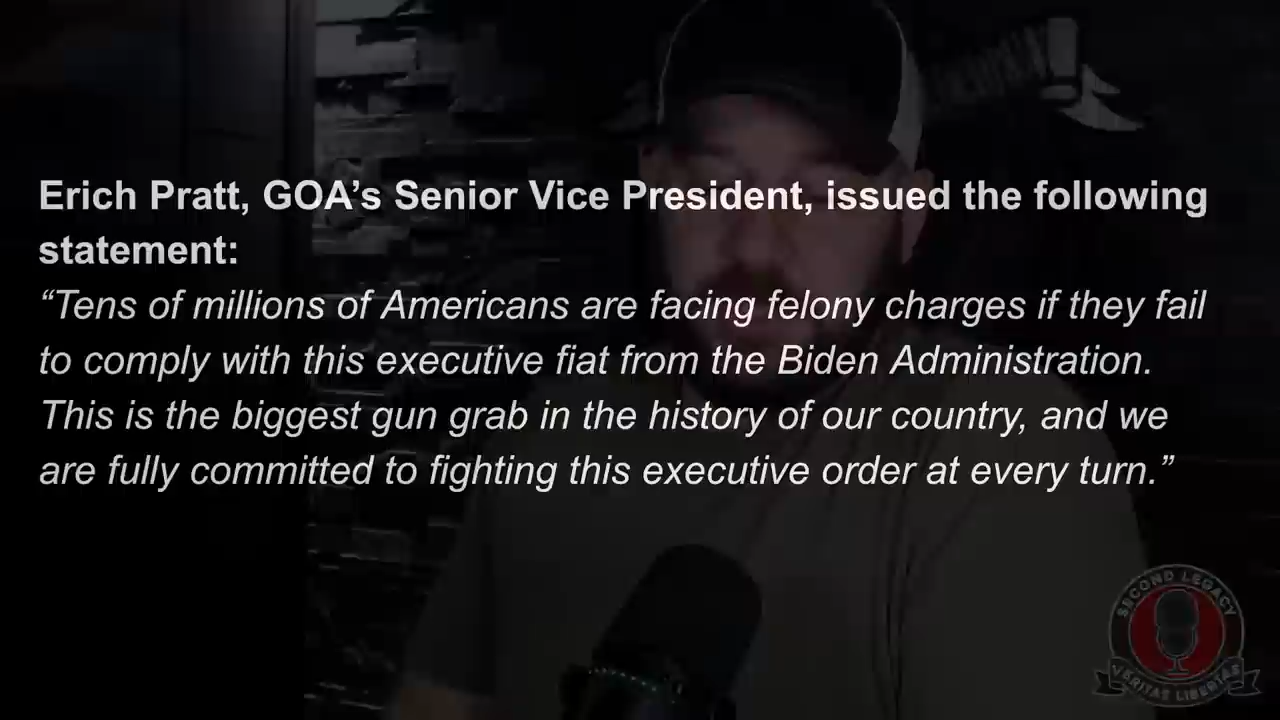 Erich Pratt, GOA’s Senior Vice President, issued the following
statement:
“Tens of millions of Americans are facing felony charges if they fail
to comply with this executive fiat from the Biden Administration.
This is the biggest gun grab in the history of our country, and we
are fully committed to fighting this executive order at every turn.”
SECOND LEGACY
VERITAS LIBERTAS